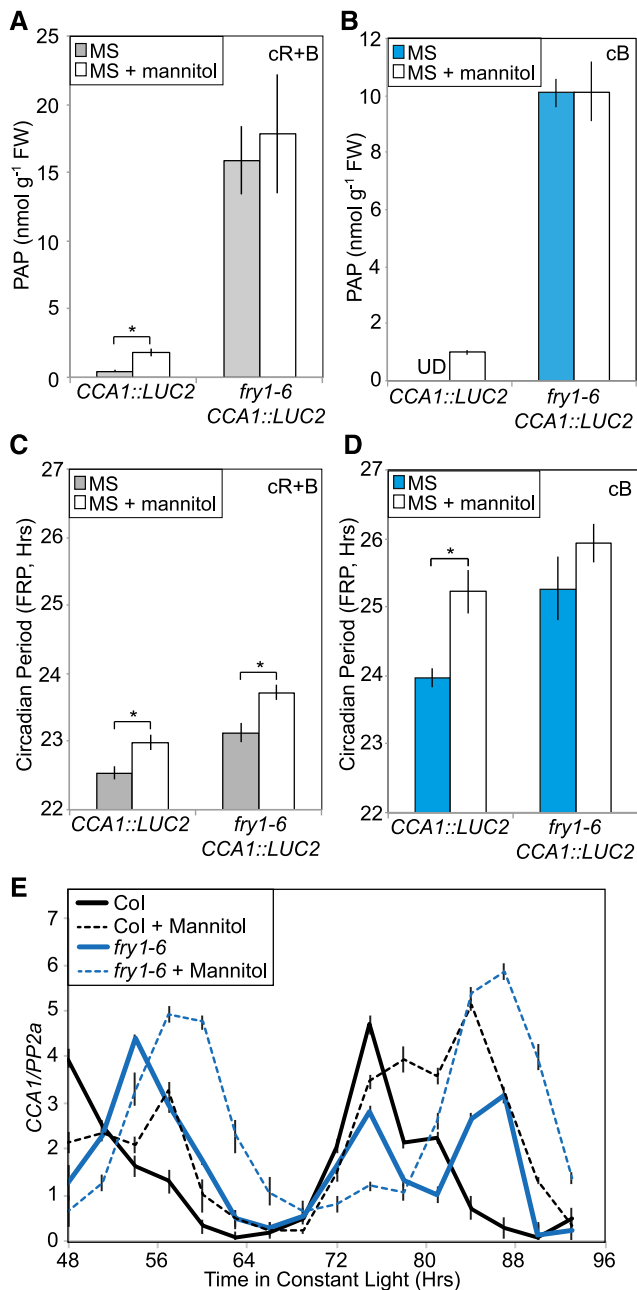 A
PAP (nmol g⁻¹ FW)
25
20
15
10
5
0
MS
MS + mannitol
cR+B
*
CCA1::LUC2
fry1-6
CCA1::LUC2
B
PAP (nmol g⁻¹ FW)
12
10
8
6
4
2
0
MS
MS + mannitol
cB
UD
CCA1::LUC2
fry1-6
CCA1::LUC2
C
Circadian Period (FRP, Hrs)
27
26
25
24
23
22
MS
MS + mannitol
cR+B
*
*
CCA1::LUC2
fry1-6
CCA1::LUC2
D
Circadian Period (FRP, Hrs)
27
26
25
24
23
22
MS
MS + mannitol
cB
*
CCA1::LUC2
fry1-6
CCA1::LUC2
E
CCA1/PP2a
7
6
5
4
3
2
1
0
Col
Col + Mannitol
fry1-6
fry1-6 + Mannitol
48 56 64 72 80 88 96
Time in Constant Light (Hrs)